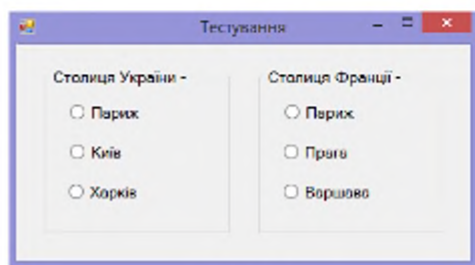 Тестування
Столиця України -
Париж
Київ
Харків
Столиця Франції -
Париж
Прага
Варшава